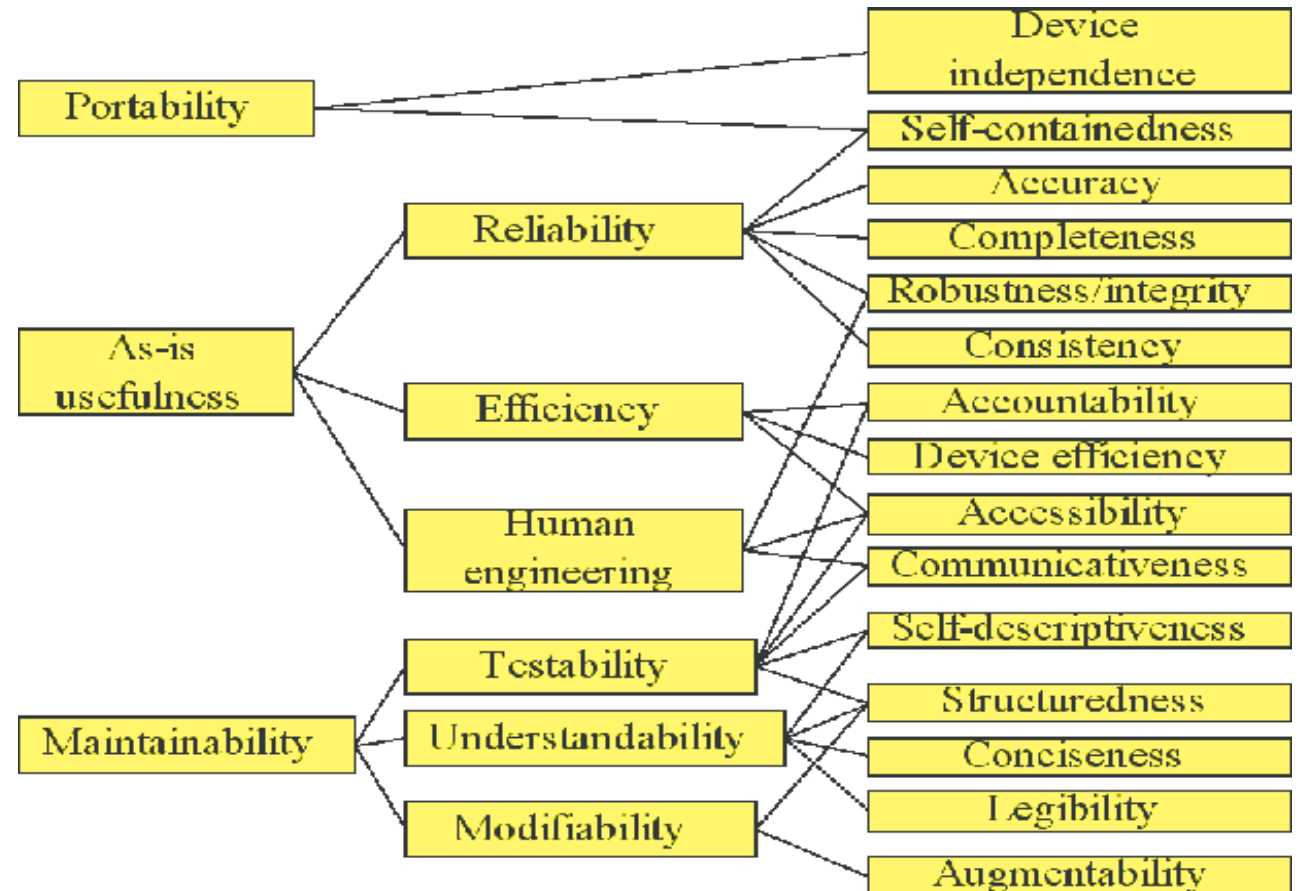 Portability
As-is
usefulness
Maintainability
Reliability
Efficiency
Human
engineering
Testability
Understandability
Modifiability
Device
independence
Self-containedness
Accuracy
Completeness
Robustness/integrity
Consistency
Accountability
Device efficiency
Accessibility
Communicativeness
Self-descriptiveness
Structuredness
Conciseness
Legibility
Augmentability